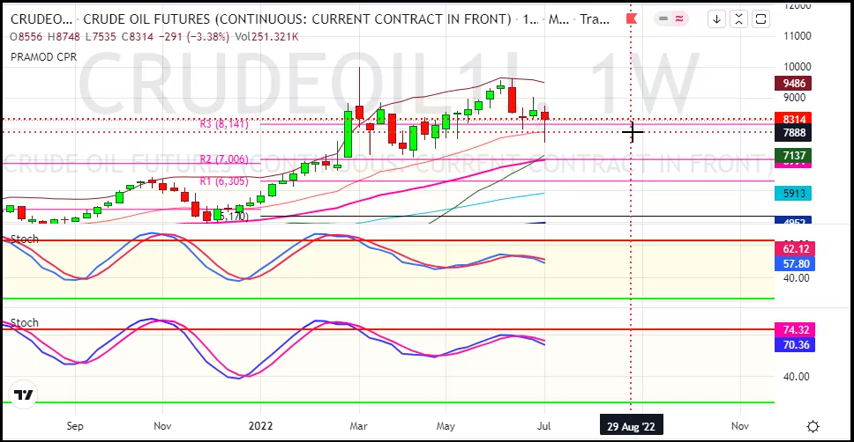 CRUDEO... CRUDE OIL FUTURES (CONTINUOUS: CURRENT CONTRACT IN FRONT) · 1... · M... · Tra...
O8556 H8748 L7535 C8314 -291 (-3.38%) Vol251.321K
PRAMOD CPR
CRUDEOIL1!, 1W
CRUDE OIL FUTURES (CONTINUOUS: CURRENT CONTRACT IN FRONT)
12000
10000
9486
9000
8314
7888
7137
5913
4952
R3 (8,141)
R2 (7,006)
R1 (6,305)
(5,170)
Stoch
62.12
57.80
40.00
Stoch
74.32
70.36
40.00
Sep Nov 2022 Mar May Jul 29 Aug '22 Nov